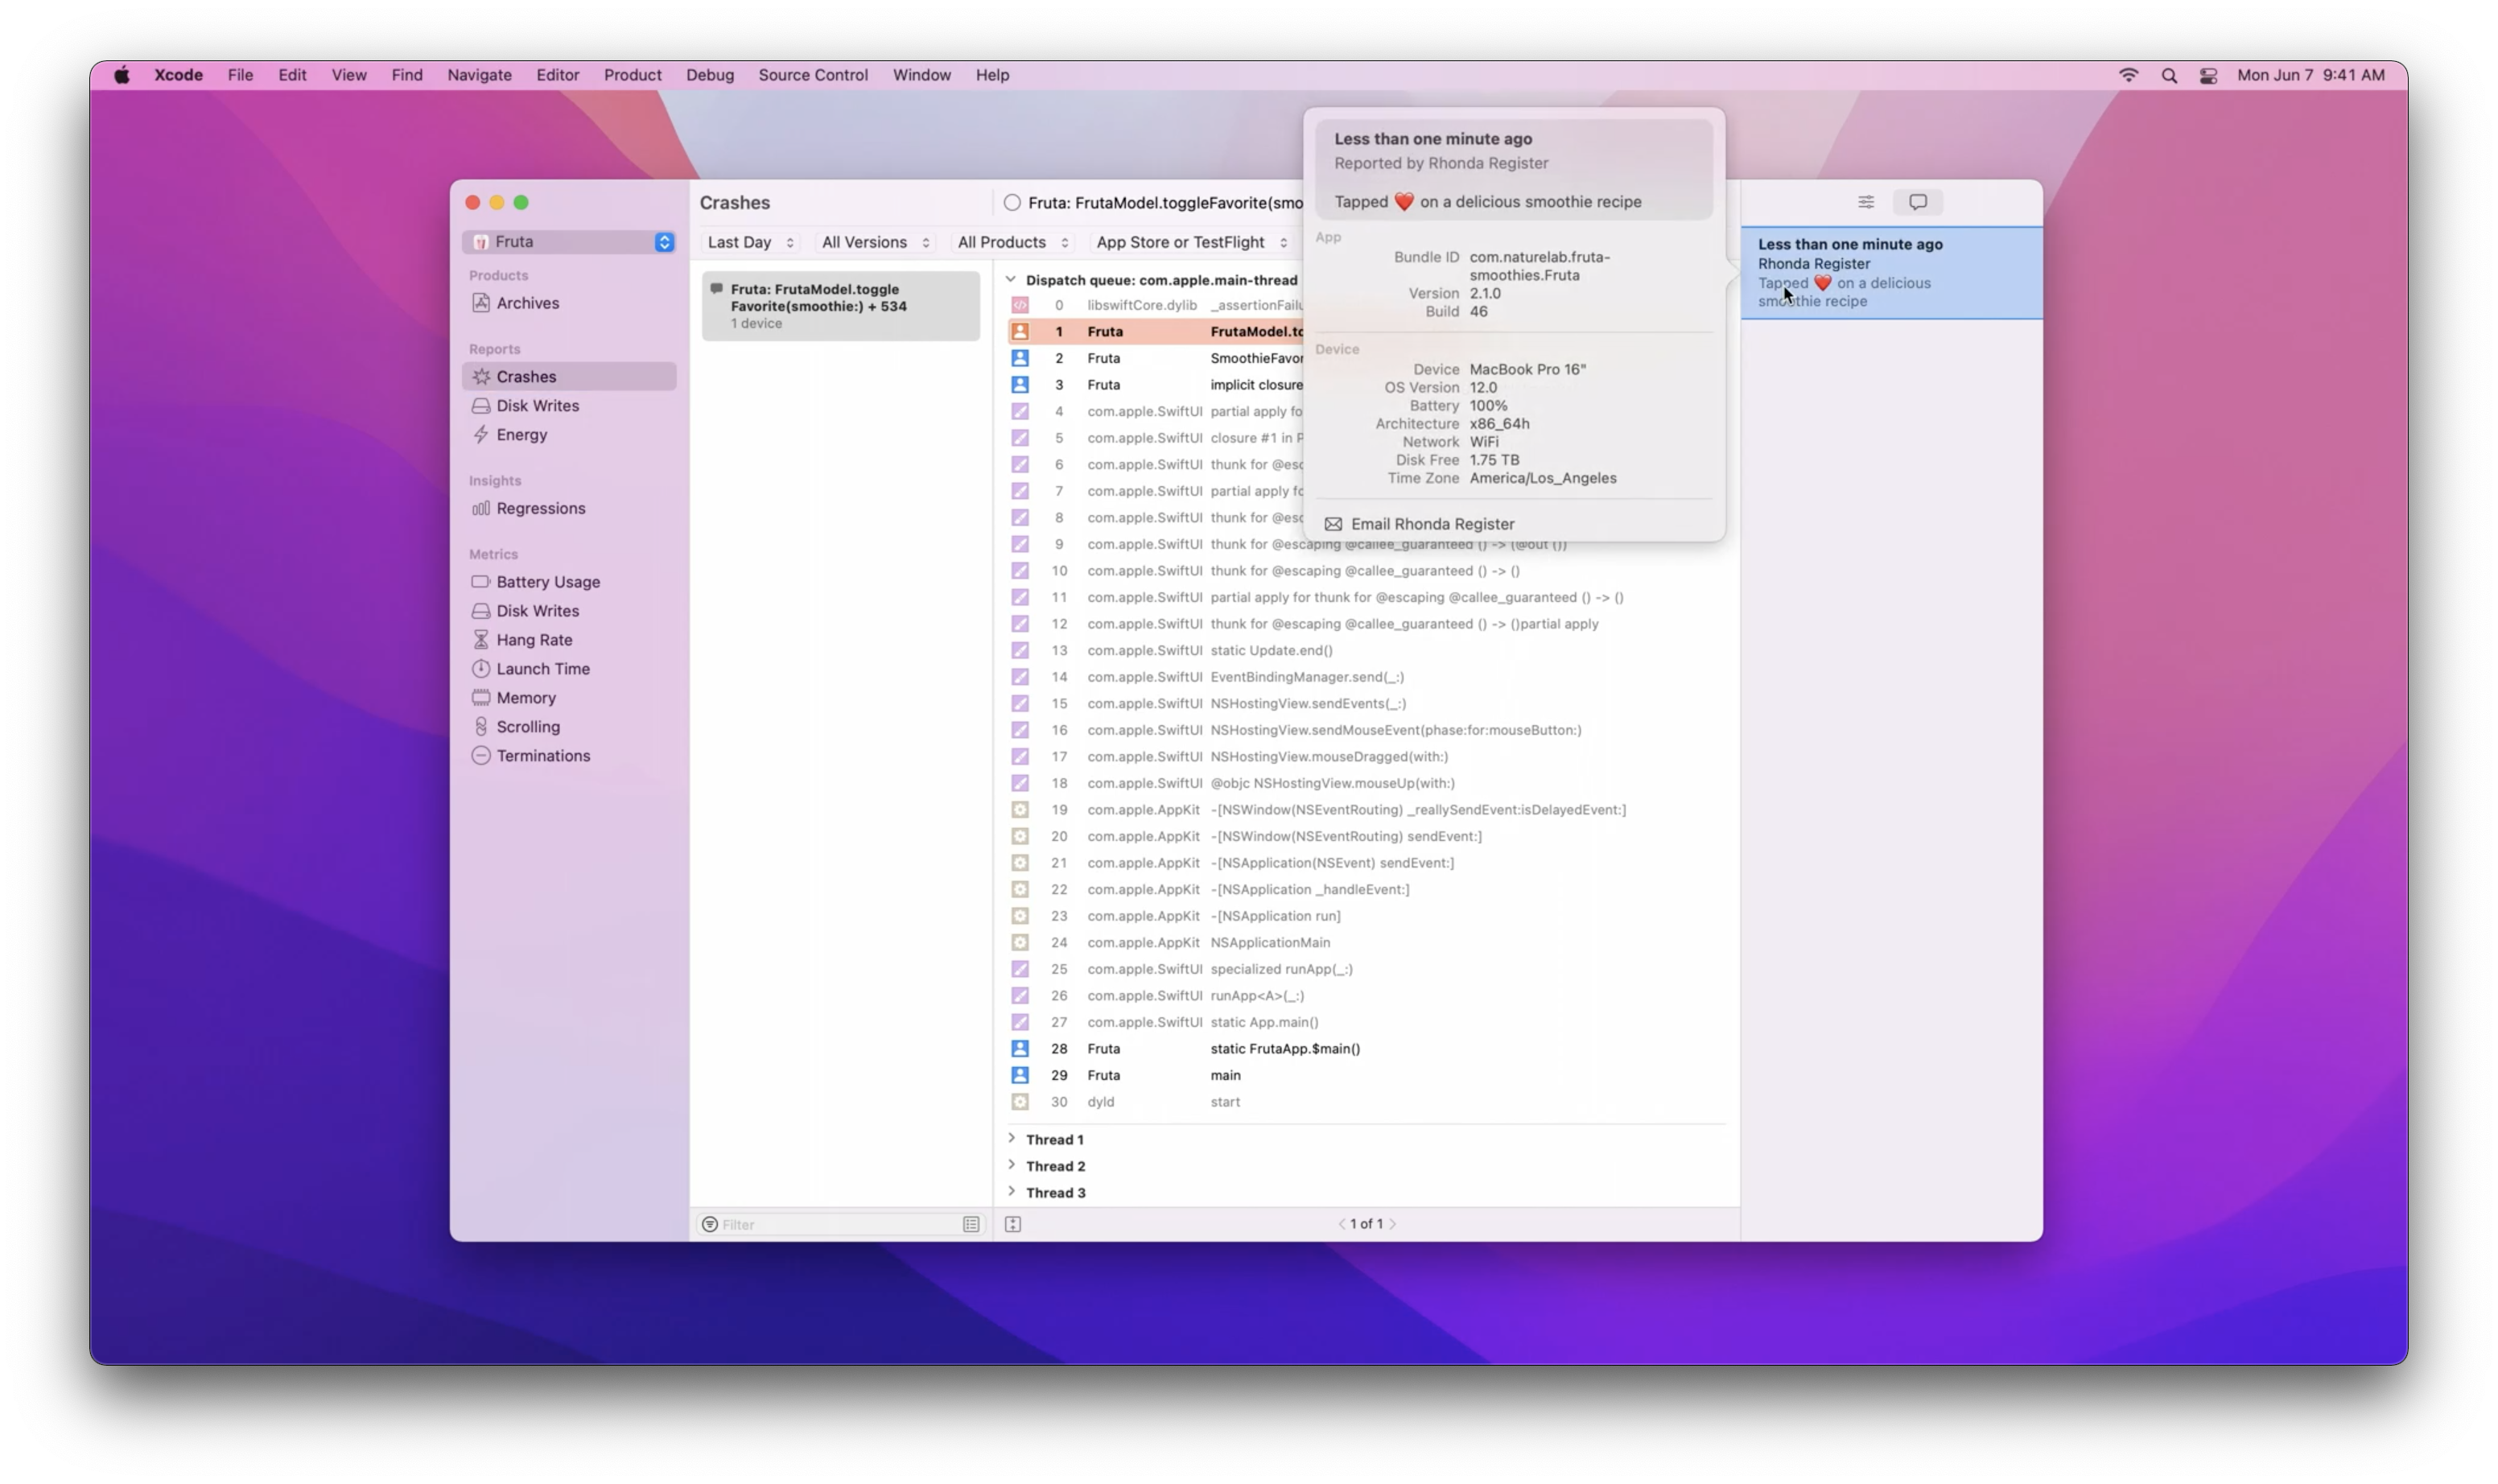 Xcode File Edit View Find Navigate Editor Product Debug Source Control Window Help Mon Jun 7 9:41 AM
Fruta
Products
Archives
Reports
Crashes
Disk Writes
Energy
Insights
Regressions
Metrics
Battery Usage
Disk Writes
Hang Rate
Launch Time
Memory
Scrolling
Terminations
Crashes
Last Day All Versions All Products App Store or TestFlight
Fruta: FrutaModel.toggle
Favorite(smoothie:) + 534
1 device
Filter
Fruta: FrutaModel.toggleFavorite(smo
Dispatch queue: com.apple.main-thread
0 libswiftCore.dylib _assertionFailu
1 Fruta FrutaModel.to
2 Fruta SmoothieFavor
3 Fruta implicit closure
4 com.apple.SwiftUI partial apply fo
5 com.apple.SwiftUI closure #1 in P
6 com.apple.SwiftUI thunk for @esc
7 com.apple.SwiftUI partial apply fo
8 com.apple.SwiftUI thunk for @esc
9 com.apple.SwiftUI thunk for @escaping @callee_guaranteed () -> (@out ())
10 com.apple.SwiftUI thunk for @escaping @callee_guaranteed () -> ()
11 com.apple.SwiftUI partial apply for thunk for @escaping @callee_guaranteed () -> ()
12 com.apple.SwiftUI thunk for @escaping @callee_guaranteed () -> ()partial apply
13 com.apple.SwiftUI static Update.end()
14 com.apple.SwiftUI EventBindingManager.send(_:)
15 com.apple.SwiftUI NSHostingView.sendEvents(_:)
16 com.apple.SwiftUI NSHostingView.sendMouseEvent(phase:for:mouseButton:)
17 com.apple.SwiftUI NSHostingView.mouseDragged(with:)
18 com.apple.SwiftUI @objc NSHostingView.mouseUp(with:)
19 com.apple.AppKit -[NSWindow(NSEventRouting) _reallySendEvent:isDelayedEvent:]
20 com.apple.AppKit -[NSWindow(NSEventRouting) sendEvent:]
21 com.apple.AppKit -[NSApplication(NSEvent) sendEvent:]
22 com.apple.AppKit -[NSApplication _handleEvent:]
23 com.apple.AppKit -[NSApplication run]
24 com.apple.AppKit NSApplicationMain
25 com.apple.SwiftUI specialized runApp(_:)
26 com.apple.SwiftUI runApp<A>(_:)
27 com.apple.SwiftUI static App.main()
28 Fruta static FrutaApp.$main()
29 Fruta main
30 dyld start
Thread 1
Thread 2
Thread 3
1 of 1
Less than one minute ago
Reported by Rhonda Register
Tapped ❤️ on a delicious smoothie recipe
App
Bundle ID com.naturelab.fruta-
smoothies.Fruta
Version 2.1.0
Build 46
Device
Device MacBook Pro 16"
OS Version 12.0
Battery 100%
Architecture x86_64h
Network WiFi
Disk Free 1.75 TB
Time Zone America/Los_Angeles
Email Rhonda Register
Less than one minute ago
Rhonda Register
Tapped ❤️ on a delicious
smoothie recipe